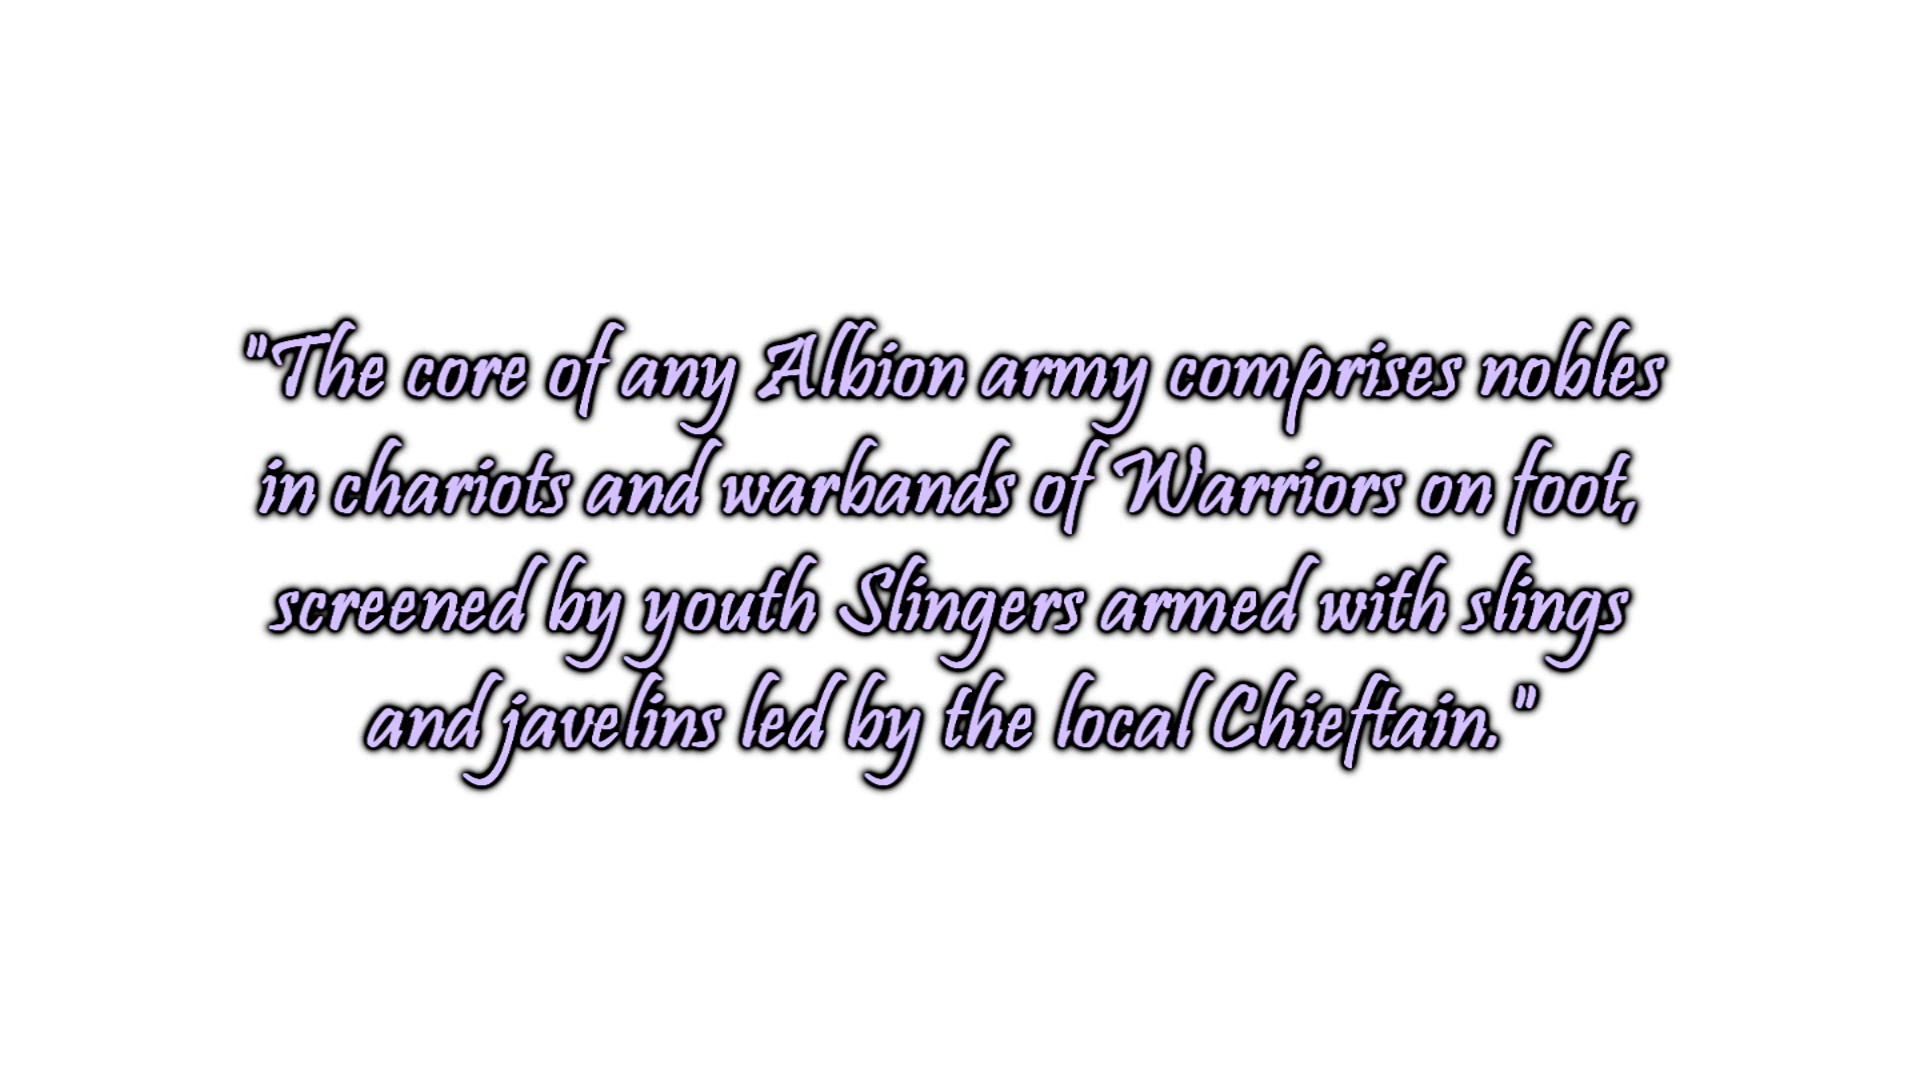 "The core of any Albion army comprises nobles
in chariots and warbands of Warriors on foot,
screened by youth Slingers armed with slings
and javelins led by the local Chieftain."